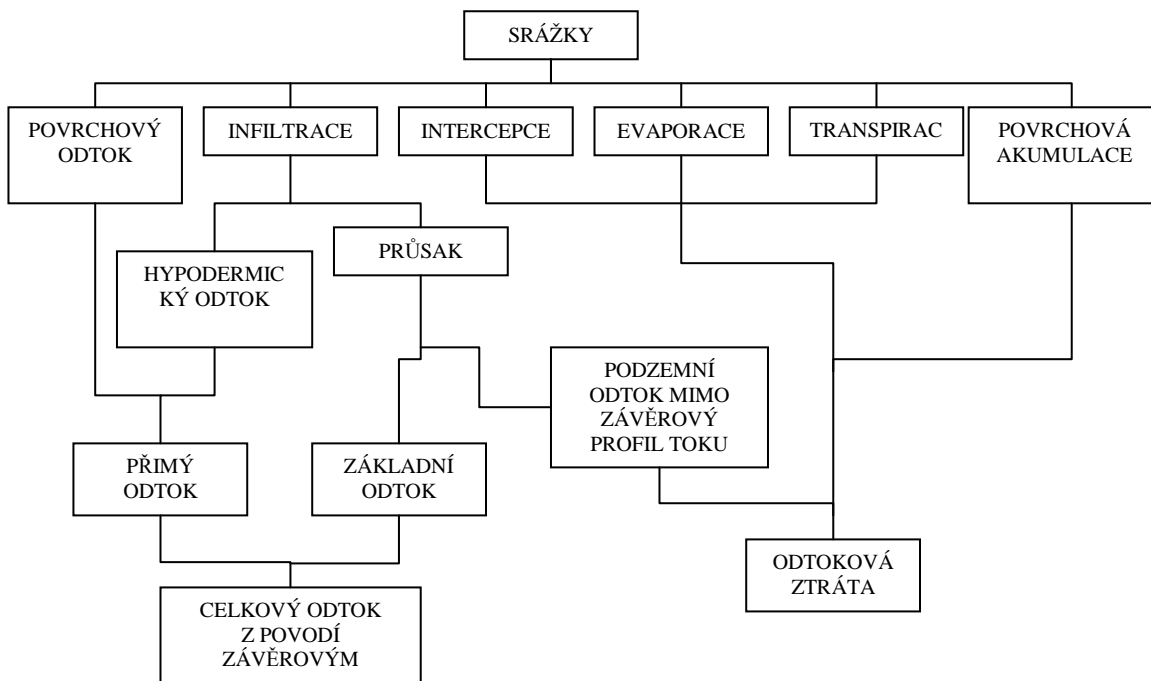 SRÁŽKY
POVRCHOVÝ
ODTOK
INFILTRACE
INTERCEPCE
EVAPORACE
TRANSPIRAC
POVRCHOVÁ
AKUMULACE
HYPODERMIC
KÝ ODTOK
PRŮSAK
PODZEMNÍ
ODTOK MIMO
ZÁVĚROVÝ
PROFIL TOKU
PŘIMÝ
ODTOK
ZÁKLADNÍ
ODTOK
ODTOKOVÁ
ZTRÁTA
CELKOVÝ ODTOK
Z POVODÍ
ZÁVĚROVÝM